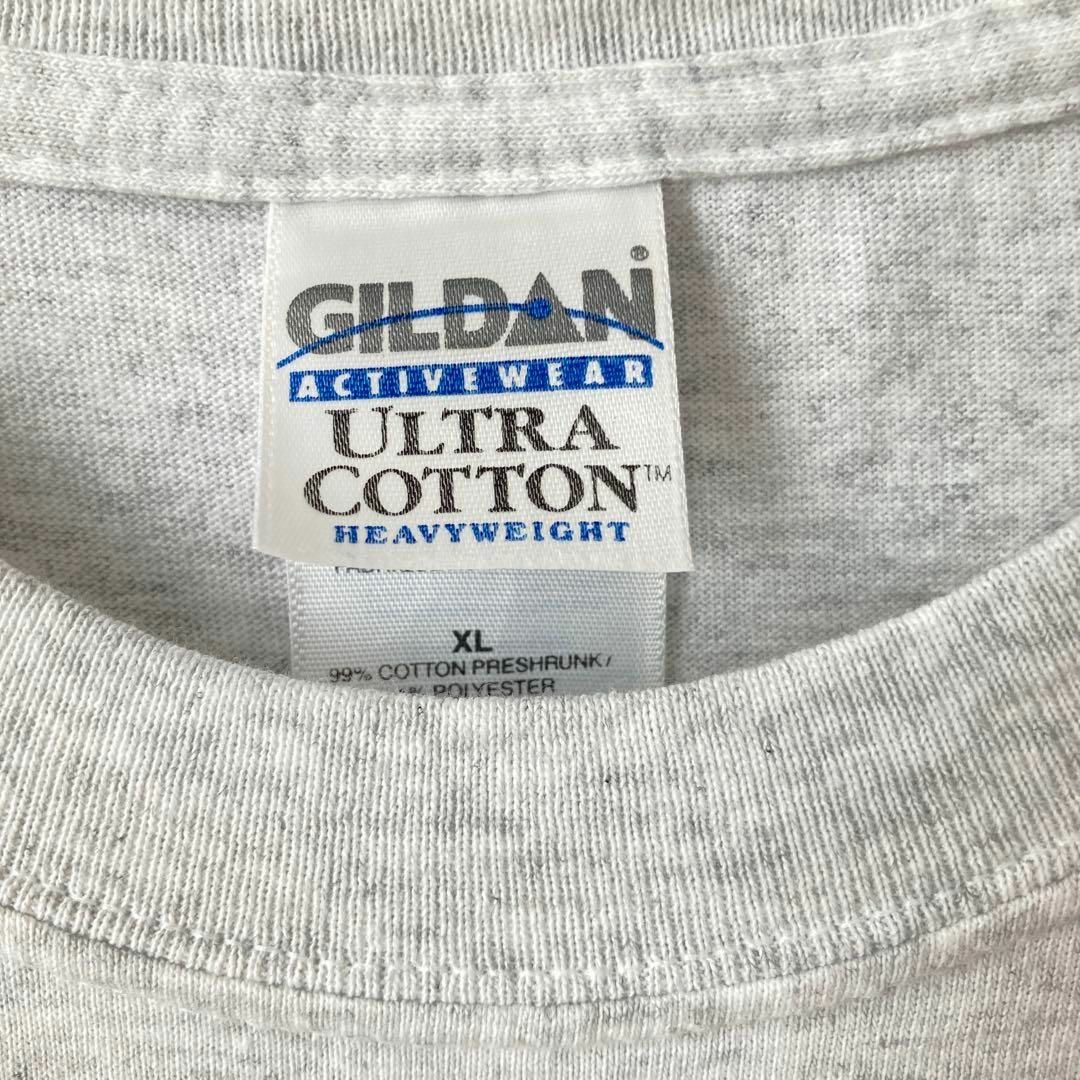 GILDAN®
ACTIVEWEAR
ULTRA
COTTON™
HEAVYWEIGHT
XL
99% COTTON PRESHRUNK/
% POLYESTER